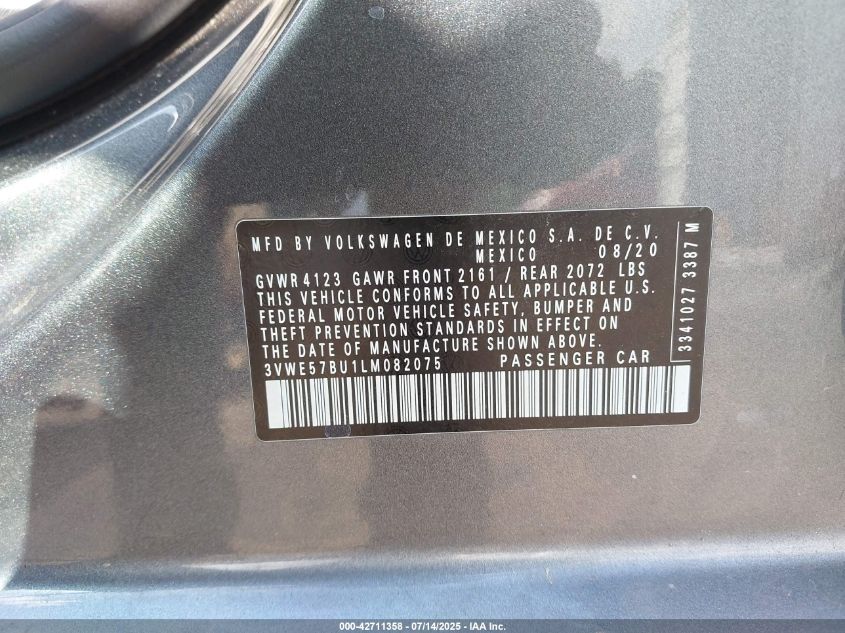 MFD BY VOLKSWAGEN DE MEXICO S.A. DE C.V.
MEXICO 08/20
GVWR 4123 GAWR FRONT 2161 / REAR 2072 LBS
THIS VEHICLE CONFORMS TO ALL APPLICABLE U.S.
FEDERAL MOTOR VEHICLE SAFETY, BUMPER AND
THEFT PREVENTION STANDARDS IN EFFECT ON
THE DATE OF MANUFACTURE SHOWN ABOVE.
3VWE57BU1LM082075 PASSENGER CAR
3341027 3387 M
000-42711358 - 07/14/2025 - IAA Inc.